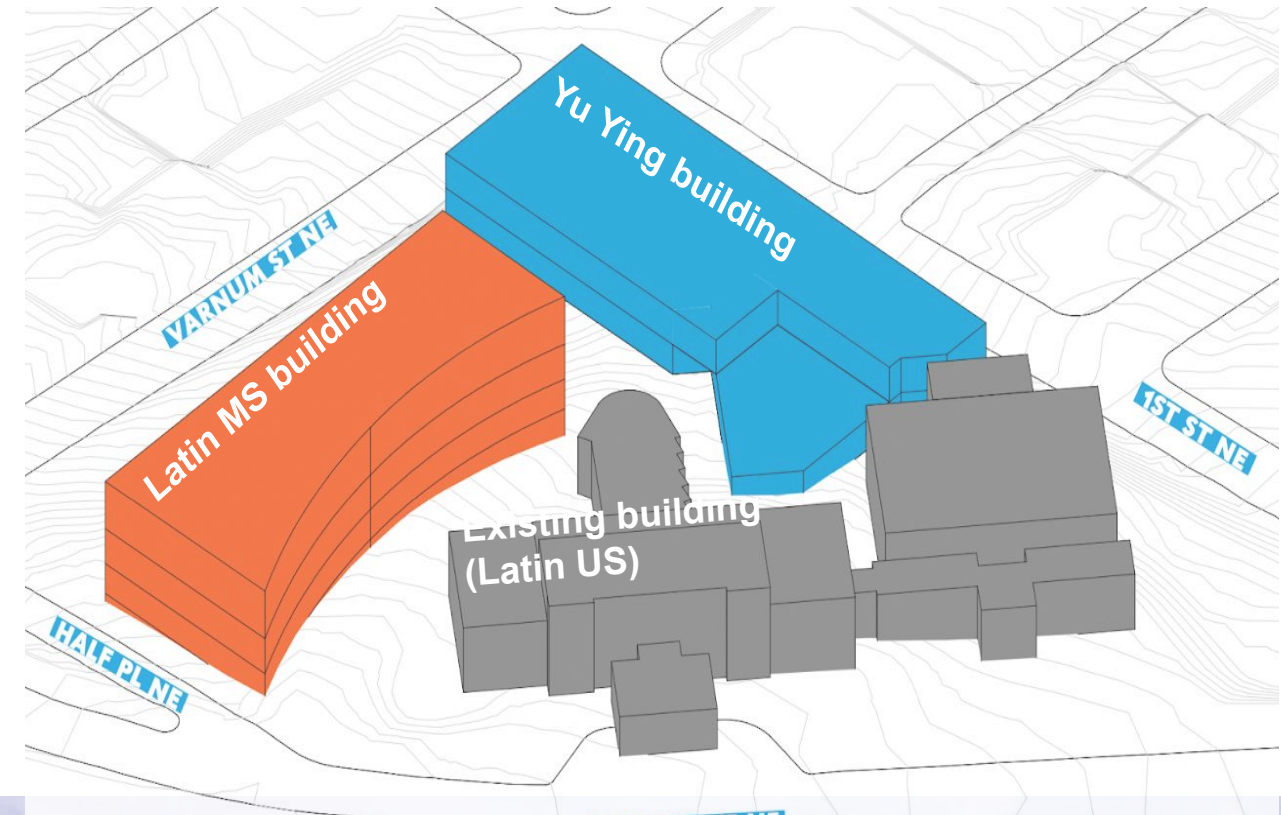 Yu Ying building
VARNUM ST NE
Latin MS building
1ST ST NE
Existing building
(Latin US)
HALF PL NE